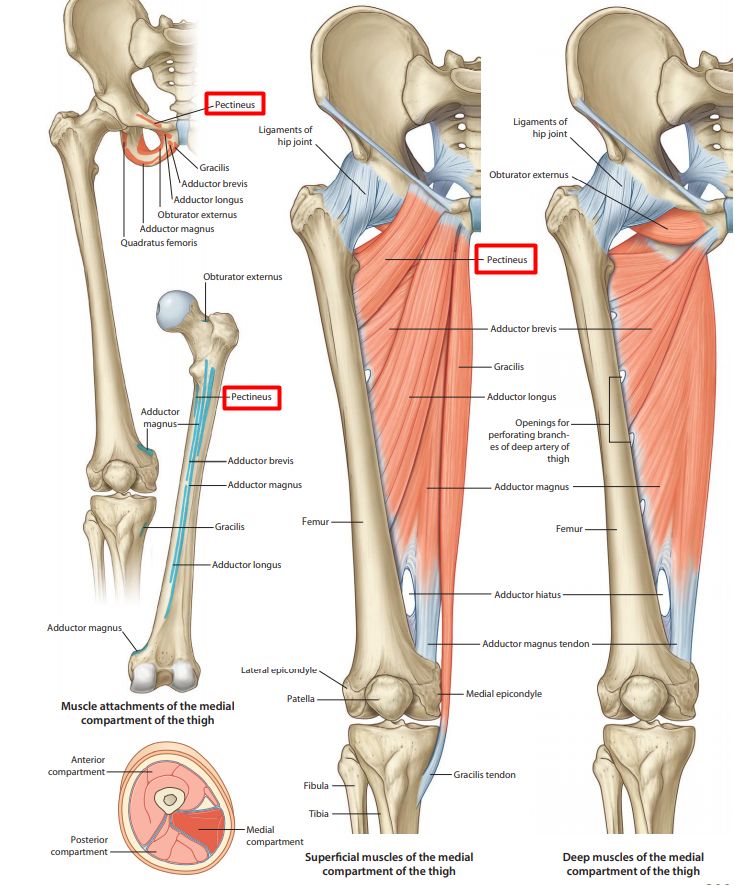 Pectineus
Gracilis
Adductor brevis
Adductor longus
Obturator externus
Adductor magnus
Quadratus femoris
Obturator externus
Pectineus
Adductor
magnus
Adductor brevis
Adductor magnus
Gracilis
Adductor longus
Adductor magnus
Muscle attachments of the medial
compartment of the thigh
Anterior
compartment
Posterior
compartment
Medial
compartment
Ligaments of
hip joint
Pectineus
Adductor brevis
Gracilis
Adductor longus
Openings for
perforating branch-
es of deep artery of
thigh
Adductor magnus
Femur
Adductor hiatus
Adductor magnus tendon
Lateral epicondyle
Patella
Medial epicondyle
Gracilis tendon
Fibula
Tibia
Superficial muscles of the medial
compartment of the thigh
Ligaments of
hip joint
Obturator externus
Femur
Deep muscles of the medial
compartment of the thigh